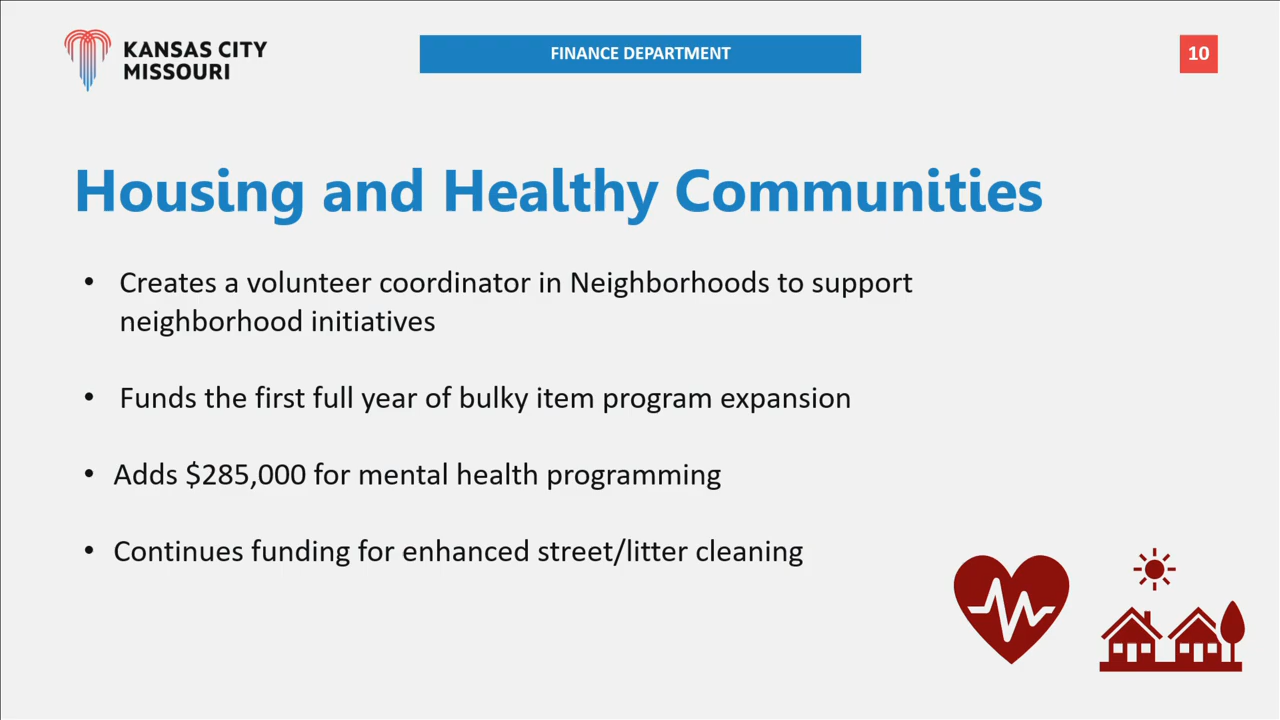 KANSAS CITY
MISSOURI
FINANCE DEPARTMENT
10
Housing and Healthy Communities
• Creates a volunteer coordinator in Neighborhoods to support
neighborhood initiatives
• Funds the first full year of bulky item program expansion
• Adds $285,000 for mental health programming
• Continues funding for enhanced street/litter cleaning